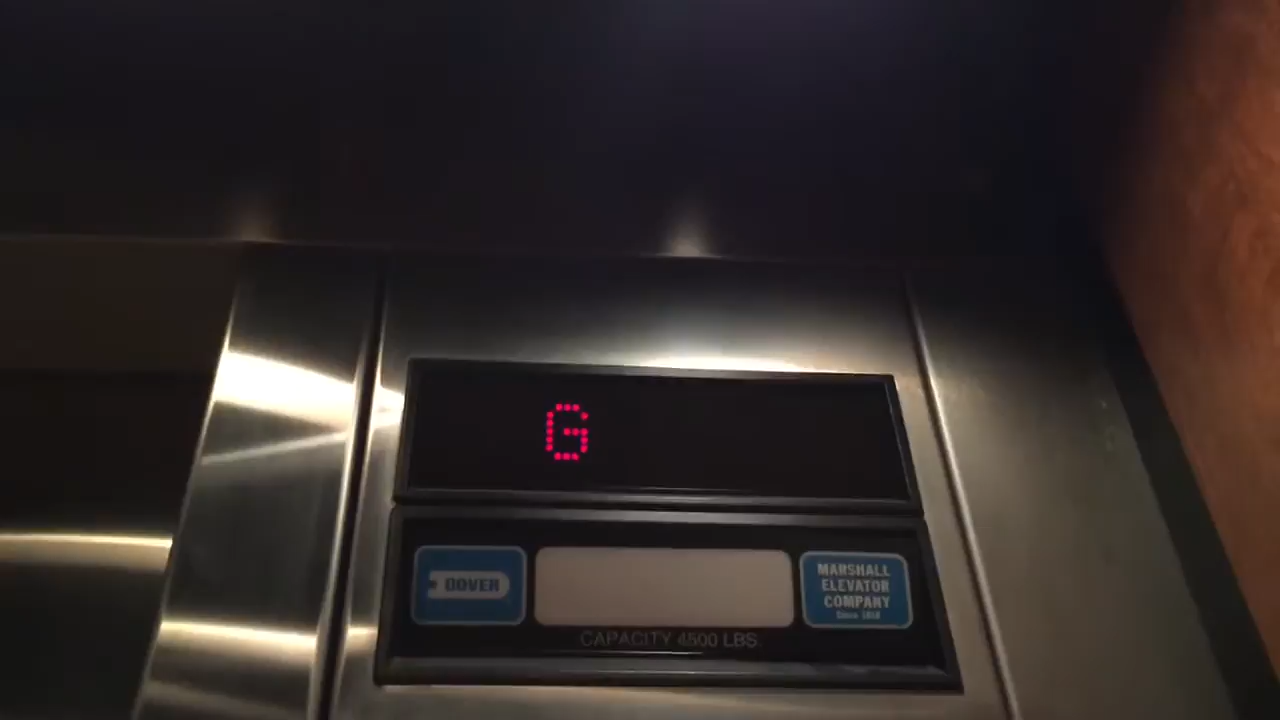 G
DOVER
MARSHALL
ELEVATOR
COMPANY
CAPACITY 4500 LBS.